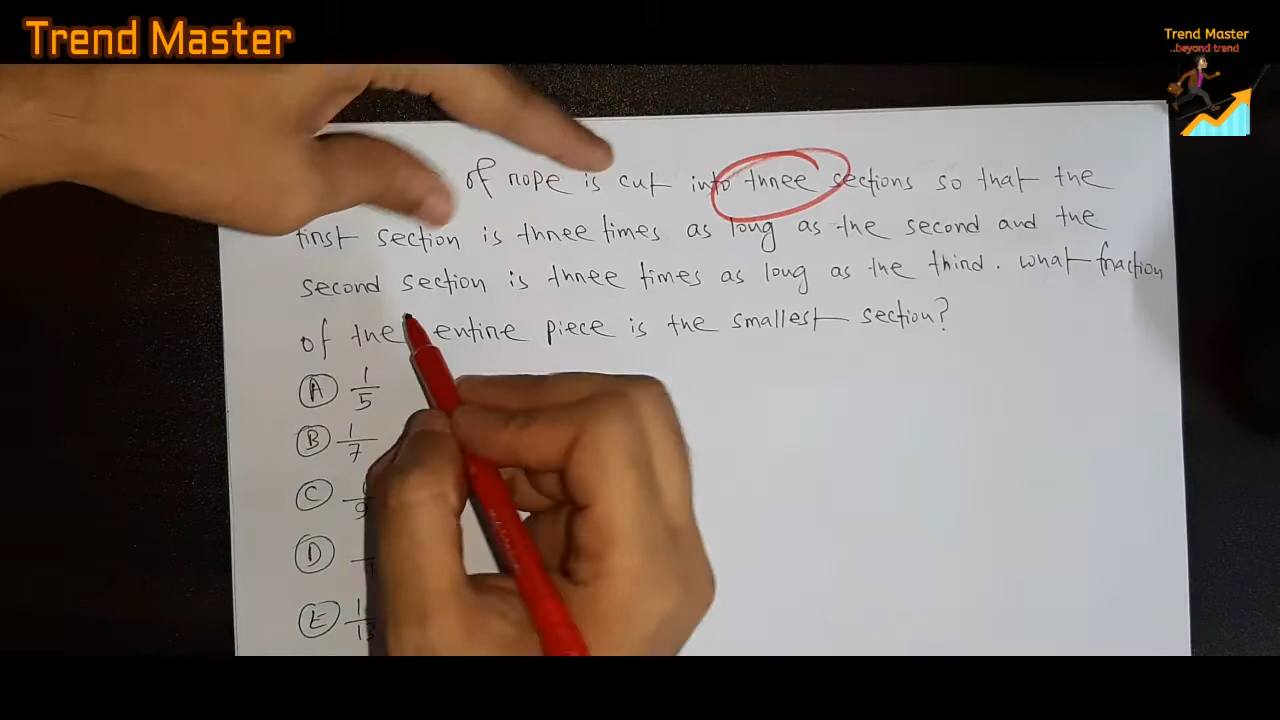 Trend Master
Trend Master
..beyond trend
of rope is cut into three sections so that the
first section is three times as long as the second and the
second section is three times as long as the third. What fraction
of the entire piece is the smallest section?
A 1/5
B 1/7
C
D
E